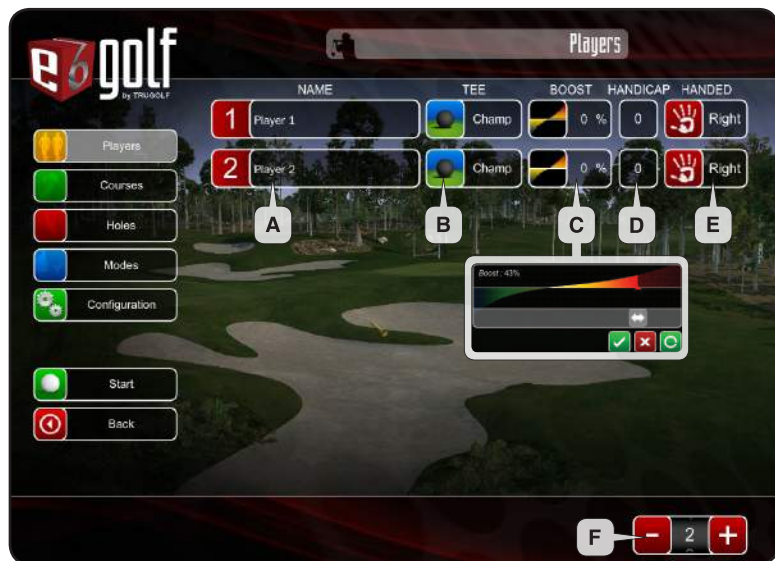 e6 golf
by TRUGOLF
Players
NAME TEE BOOST HANDICAP HANDED
1 Player 1 Champ 0 % 0 Right
2 Player 2 Champ 0 % 0 Right
A B C D E
Players
Courses
Holes
Modes
Configuration
Start
Back
Boost : 43%
F - 2 +